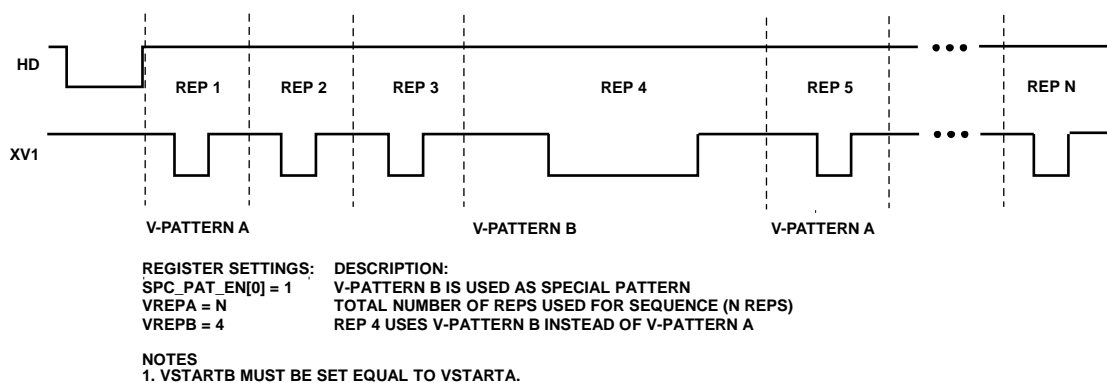 HD
REP 1 REP 2 REP 3 REP 4 REP 5 REP N
XV1
V-PATTERN A V-PATTERN B V-PATTERN A
REGISTER SETTINGS: DESCRIPTION:
SPC_PAT_EN[0] = 1 V-PATTERN B IS USED AS SPECIAL PATTERN
VREPA = N TOTAL NUMBER OF REPS USED FOR SEQUENCE (N REPS)
VREPB = 4 REP 4 USES V-PATTERN B INSTEAD OF V-PATTERN A
NOTES
1. VSTARTB MUST BE SET EQUAL TO VSTARTA.